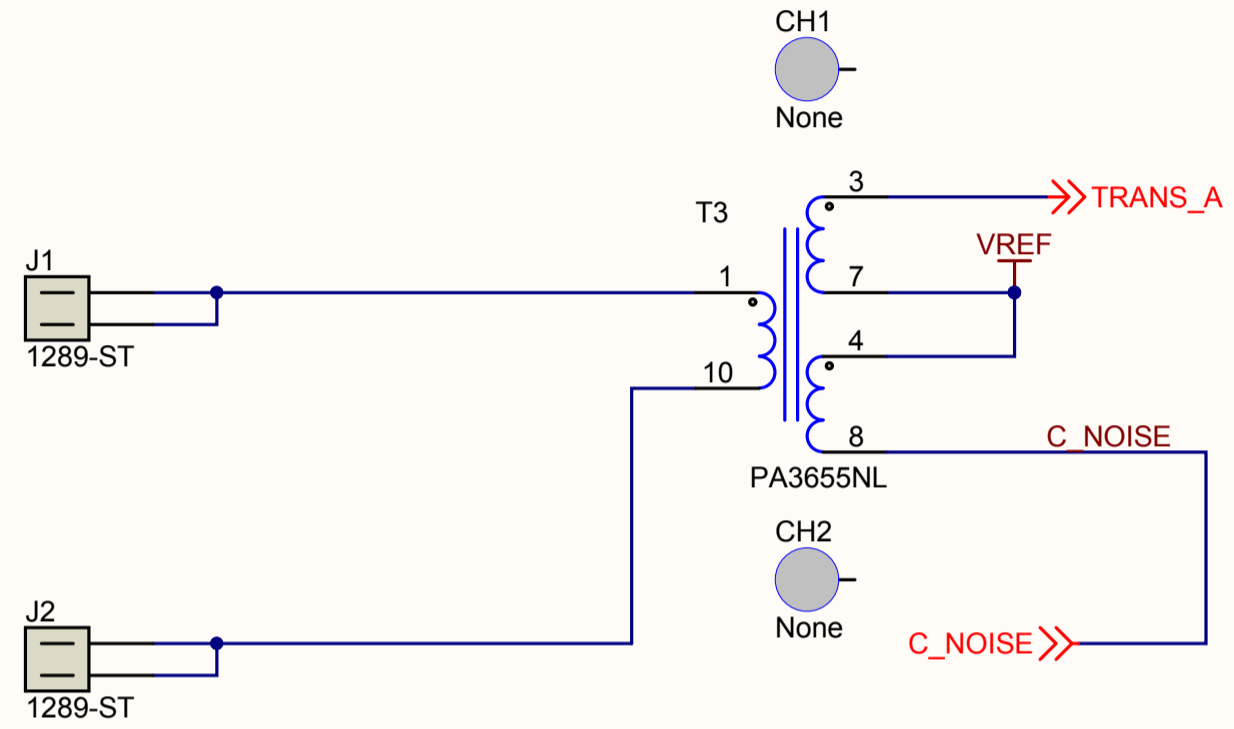 CH1
None
3
TRANS_A
T3
VREF
J1
1
7
1289-ST
4
10
8
C_NOISE
PA3655NL
CH2
J2
None
C_NOISE
1289-ST